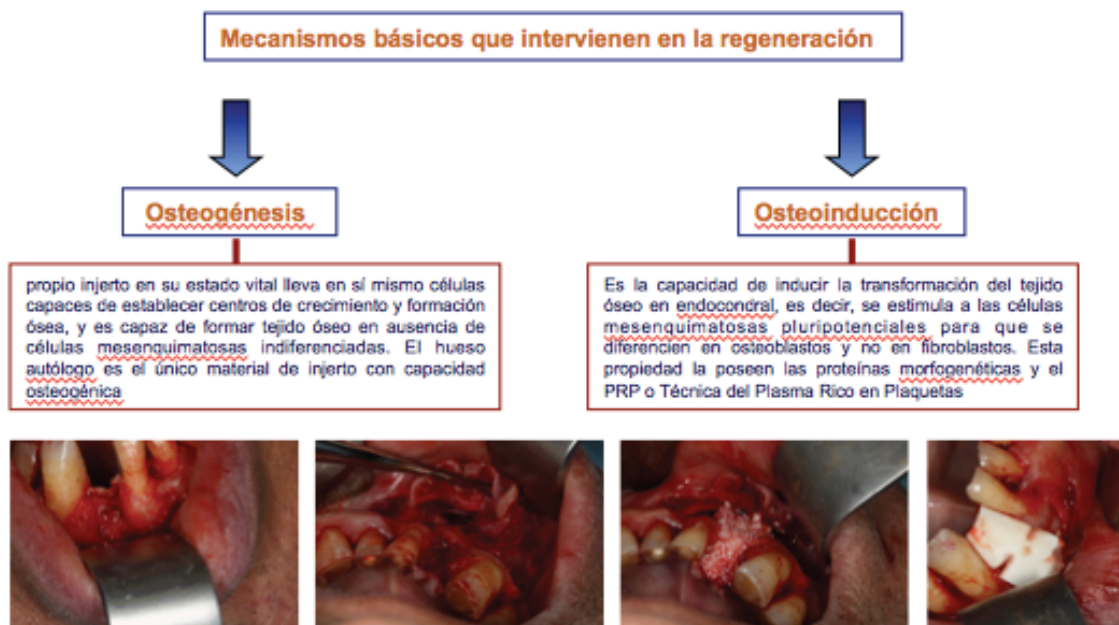 Mecanismos básicos que intervienen en la regeneración
Osteogénesis
propio injerto en su estado vital lleva en sí mismo células
capaces de establecer centros de crecimiento y formación
ósea, y es capaz de formar tejido óseo en ausencia de
células mesenquimatosas indiferenciadas. El hueso
autólogo es el único material de injerto con capacidad
osteogénica
Osteoinducción
Es la capacidad de inducir la transformación del tejido
óseo en endocondral, es decir, se estimula a las células
mesenquimatosas pluripotenciales para que se
diferencien en osteoblastos y no en fibroblastos. Esta
propiedad la poseen las proteínas morfogenéticas y el
PRP o Técnica del Plasma Rico en Plaquetas